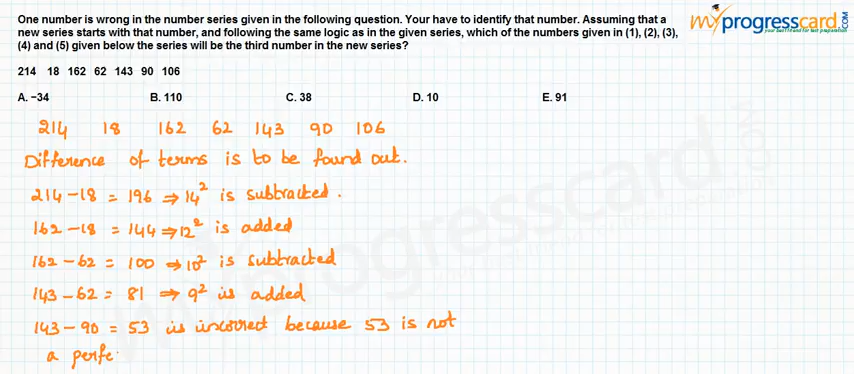 One number is wrong in the number series given in the following question. Your have to identify that number. Assuming that a
new series starts with that number, and following the same logic as in the given series, which of the numbers given in (1), (2), (3),
(4) and (5) given below the series will be the third number in the new series?
myprogresscard.COM
214 18 162 62 143 90 106
A. −34 B. 110 C. 38 D. 10 E. 91
214 18 162 62 143 90 106
Difference of terms is to be found out.
214 - 18 = 196 ⇒ 14² is subtracted.
162 - 18 = 144 ⇒ 12² is added
162 - 62 = 100 ⇒ 10² is subtracted
143 - 62 = 81 ⇒ 9² is added
143 - 90 = 53 is incorrect because 53 is not
a perfe